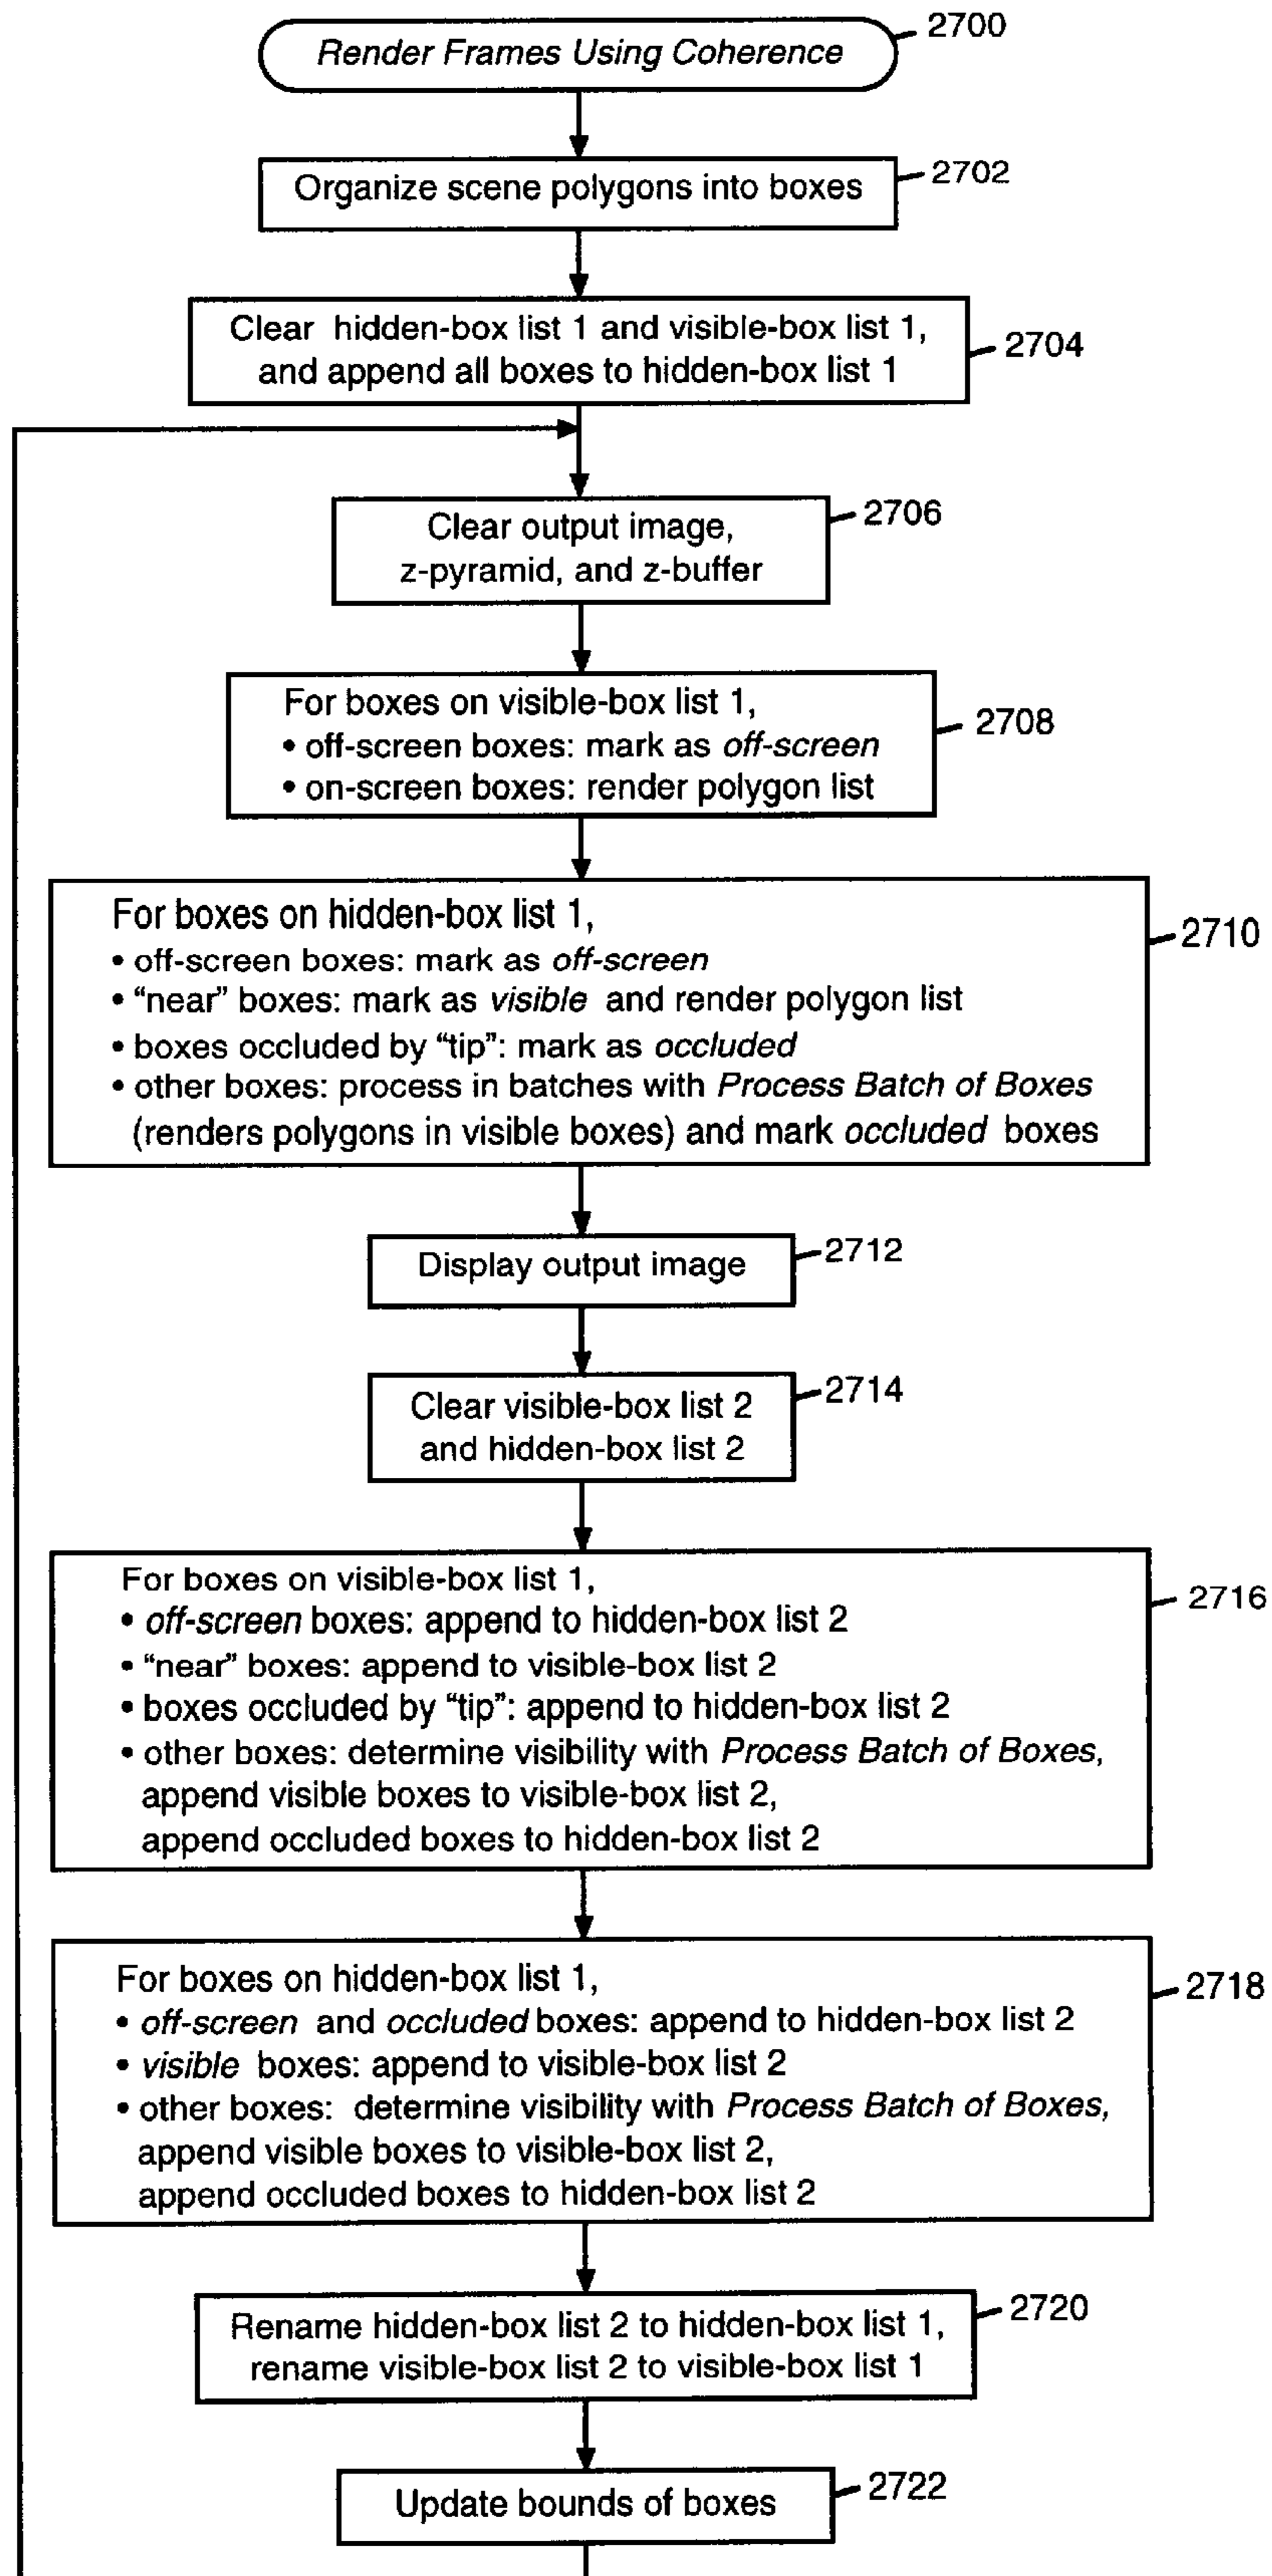 Render Frames Using Coherence
2700
Organize scene polygons into boxes
2702
Clear hidden-box list 1 and visible-box list 1,
and append all boxes to hidden-box list 1
2704
Clear output image,
z-pyramid, and z-buffer
2706
For boxes on visible-box list 1,
• off-screen boxes: mark as off-screen
• on-screen boxes: render polygon list
2708
For boxes on hidden-box list 1,
• off-screen boxes: mark as off-screen
• “near” boxes: mark as visible and render polygon list
• boxes occluded by “tip”: mark as occluded
• other boxes: process in batches with Process Batch of Boxes
(renders polygons in visible boxes) and mark occluded boxes
2710
Display output image
2712
Clear visible-box list 2
and hidden-box list 2
2714
For boxes on visible-box list 1,
• off-screen boxes: append to hidden-box list 2
• “near” boxes: append to visible-box list 2
• boxes occluded by “tip”: append to hidden-box list 2
• other boxes: determine visibility with Process Batch of Boxes,
append visible boxes to visible-box list 2,
append occluded boxes to hidden-box list 2
2716
For boxes on hidden-box list 1,
• off-screen and occluded boxes: append to hidden-box list 2
• visible boxes: append to visible-box list 2
• other boxes: determine visibility with Process Batch of Boxes,
append visible boxes to visible-box list 2,
append occluded boxes to hidden-box list 2
2718
Rename hidden-box list 2 to hidden-box list 1,
rename visible-box list 2 to visible-box list 1
2720
Update bounds of boxes
2722